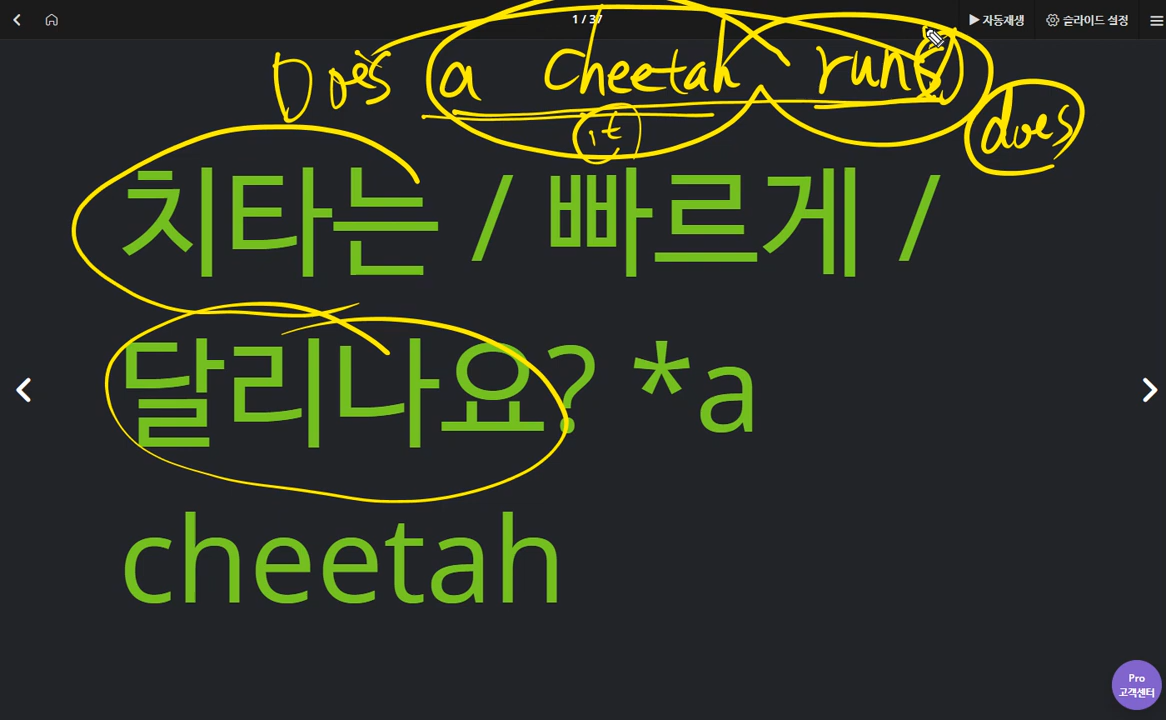 1 / 37
자동재생
슬라이드 설정
Does a cheetah runs
it
does
치타는 / 빠르게 /
달리나요? *a
cheetah
Pro
고객센터